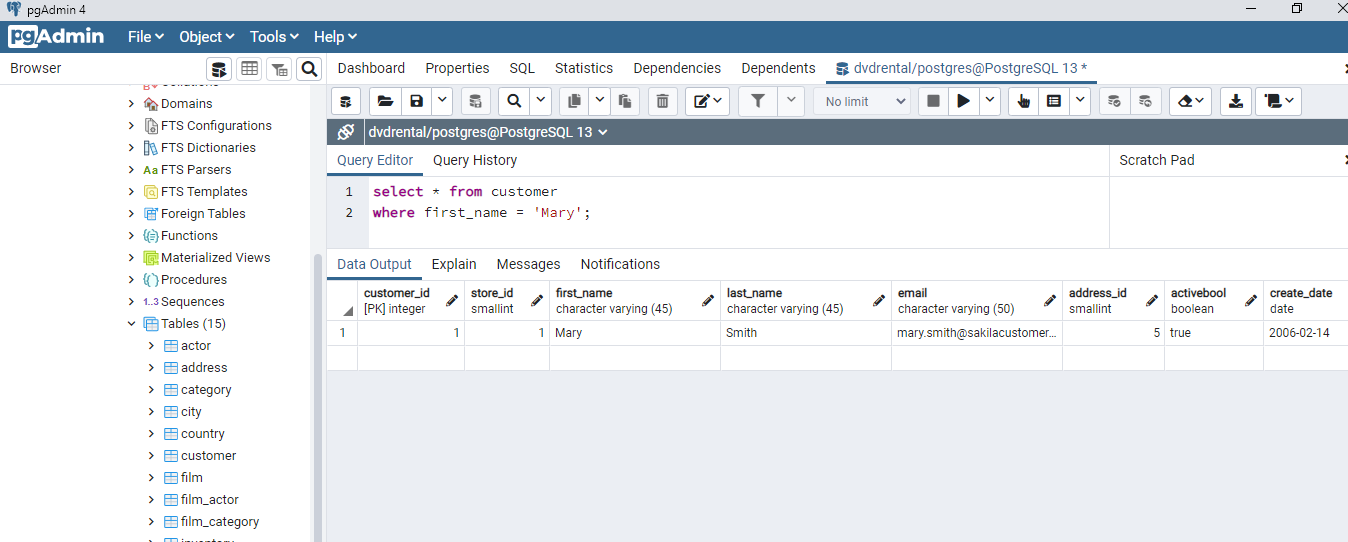 pgAdmin 4
pgAdmin File Object Tools Help
Browser
Dashboard Properties SQL Statistics Dependencies Dependents dvdrental/postgres@PostgreSQL 13 *
No limit
dvdrental/postgres@PostgreSQL 13
Query Editor Query History Scratch Pad
1 select * from customer
2 where first_name = 'Mary';
Data Output Explain Messages Notifications
customer_id store_id first_name last_name email address_id activebool create_date
[PK] integer smallint character varying (45) character varying (45) character varying (50) smallint boolean date
1 1 1 Mary Smith mary.smith@sakilacustomer... 5 true 2006-02-14
Domains
FTS Configurations
FTS Dictionaries
Aa FTS Parsers
FTS Templates
Foreign Tables
Functions
Materialized Views
Procedures
1..3 Sequences
Tables (15)
actor
address
category
city
country
customer
film
film_actor
film_category